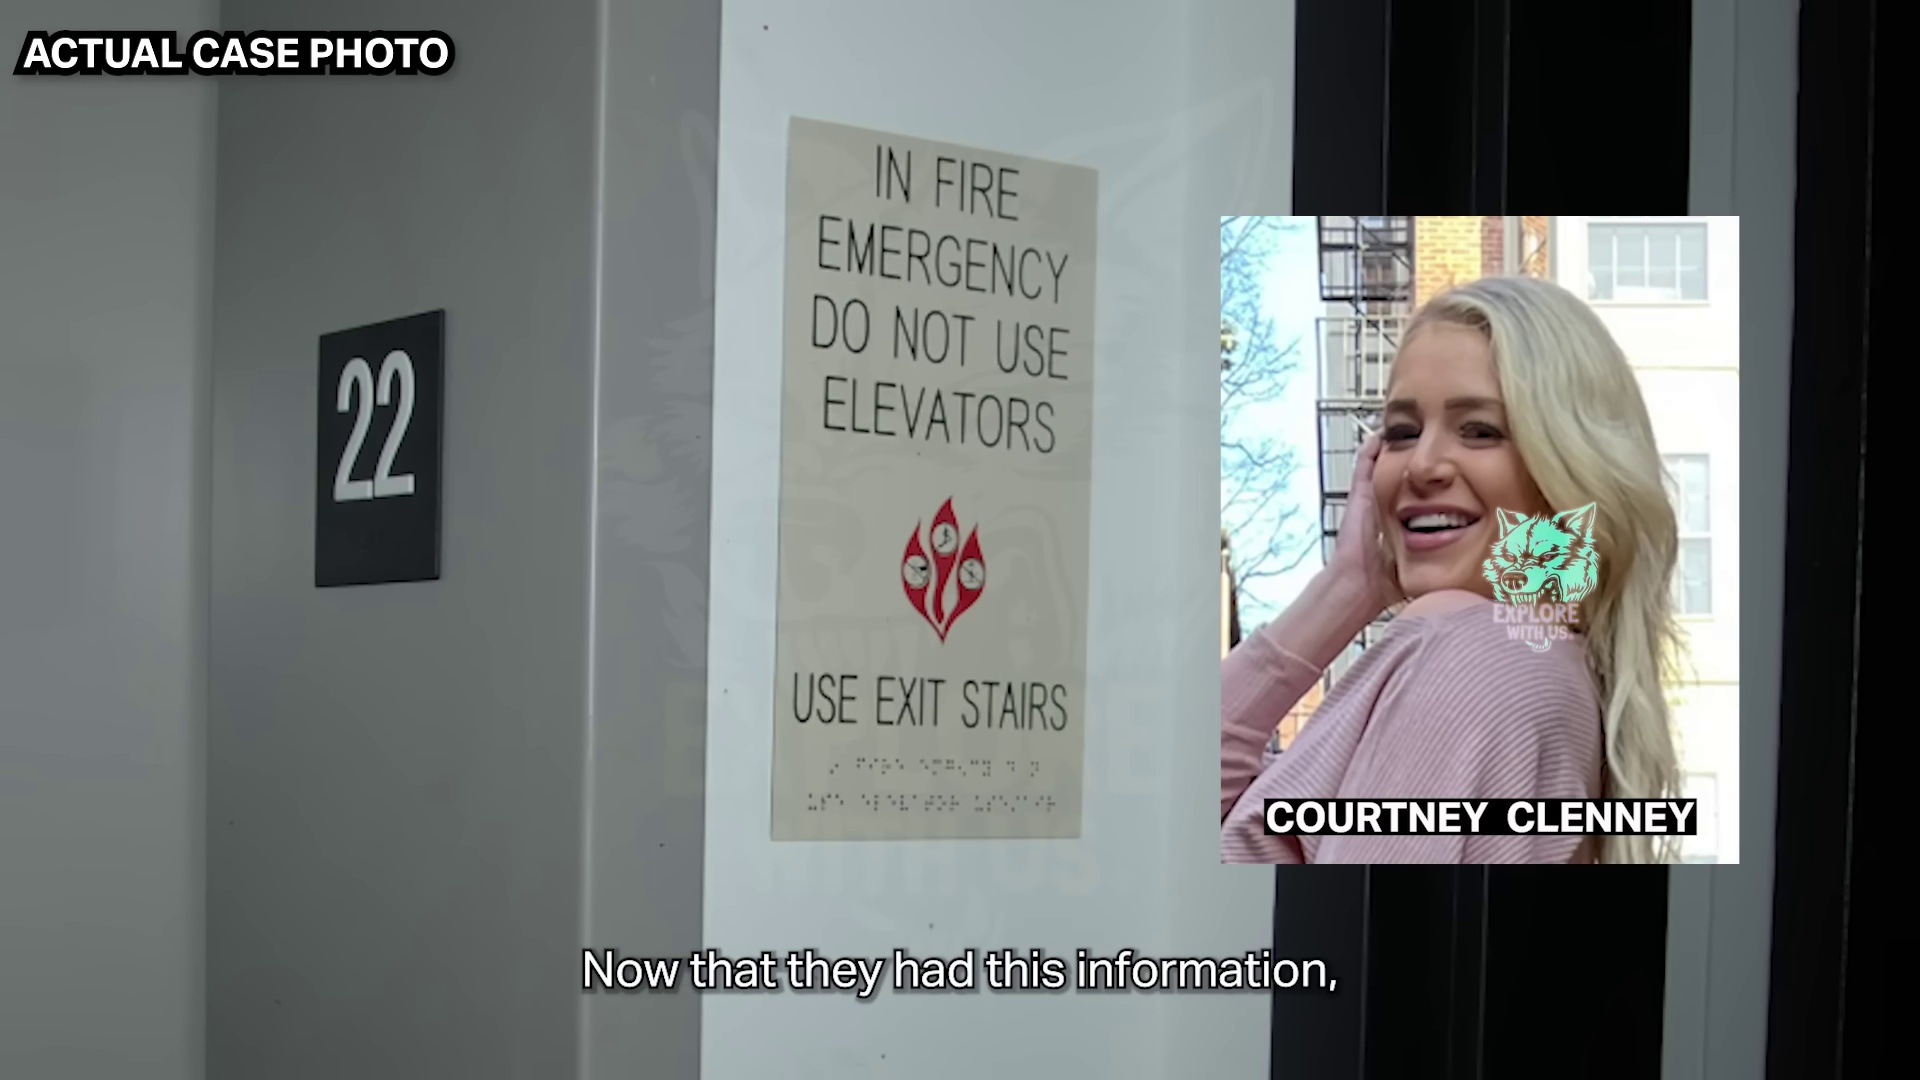 ACTUAL CASE PHOTO
22
IN FIRE
EMERGENCY
DO NOT USE
ELEVATORS
USE EXIT STAIRS
EXPLORE
WITH US.
COURTNEY CLENNEY
Now that they had this information,